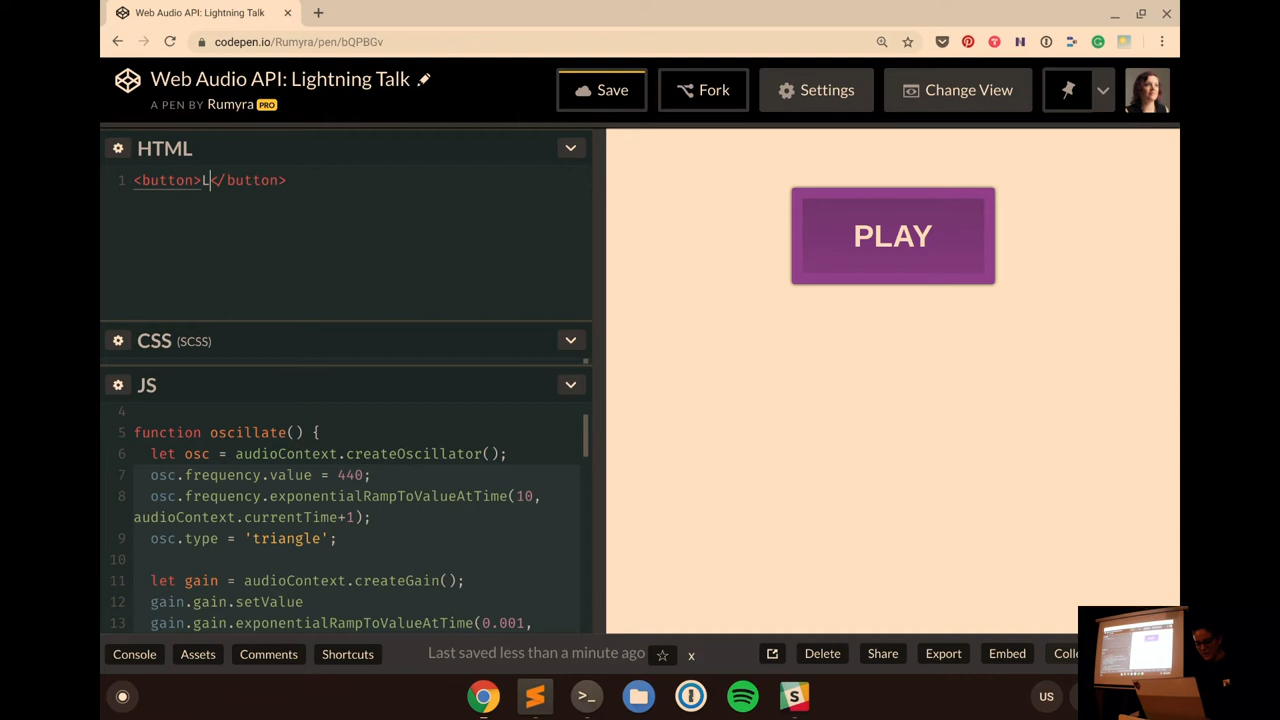 Web Audio API: Lightning Talk
codepen.io/Rumyra/pen/bQPBGv
Web Audio API: Lightning Talk
A PEN BY Rumyra PRO
Save
Fork
Settings
Change View
HTML
1 <button>L</button>
PLAY
CSS (SCSS)
JS
4
5 function oscillate() {
6 let osc = audioContext.createOscillator();
7 osc.frequency.value = 440;
8 osc.frequency.exponentialRampToValueAtTime(10,
audioContext.currentTime+1);
9 osc.type = 'triangle';
10
11 let gain = audioContext.createGain();
12 gain.gain.setValue
13 gain.gain.exponentialRampToValueAtTime(0.001,
Console
Assets
Comments
Shortcuts
Last saved less than a minute ago
x
Delete
Share
Export
Embed
Colle
US